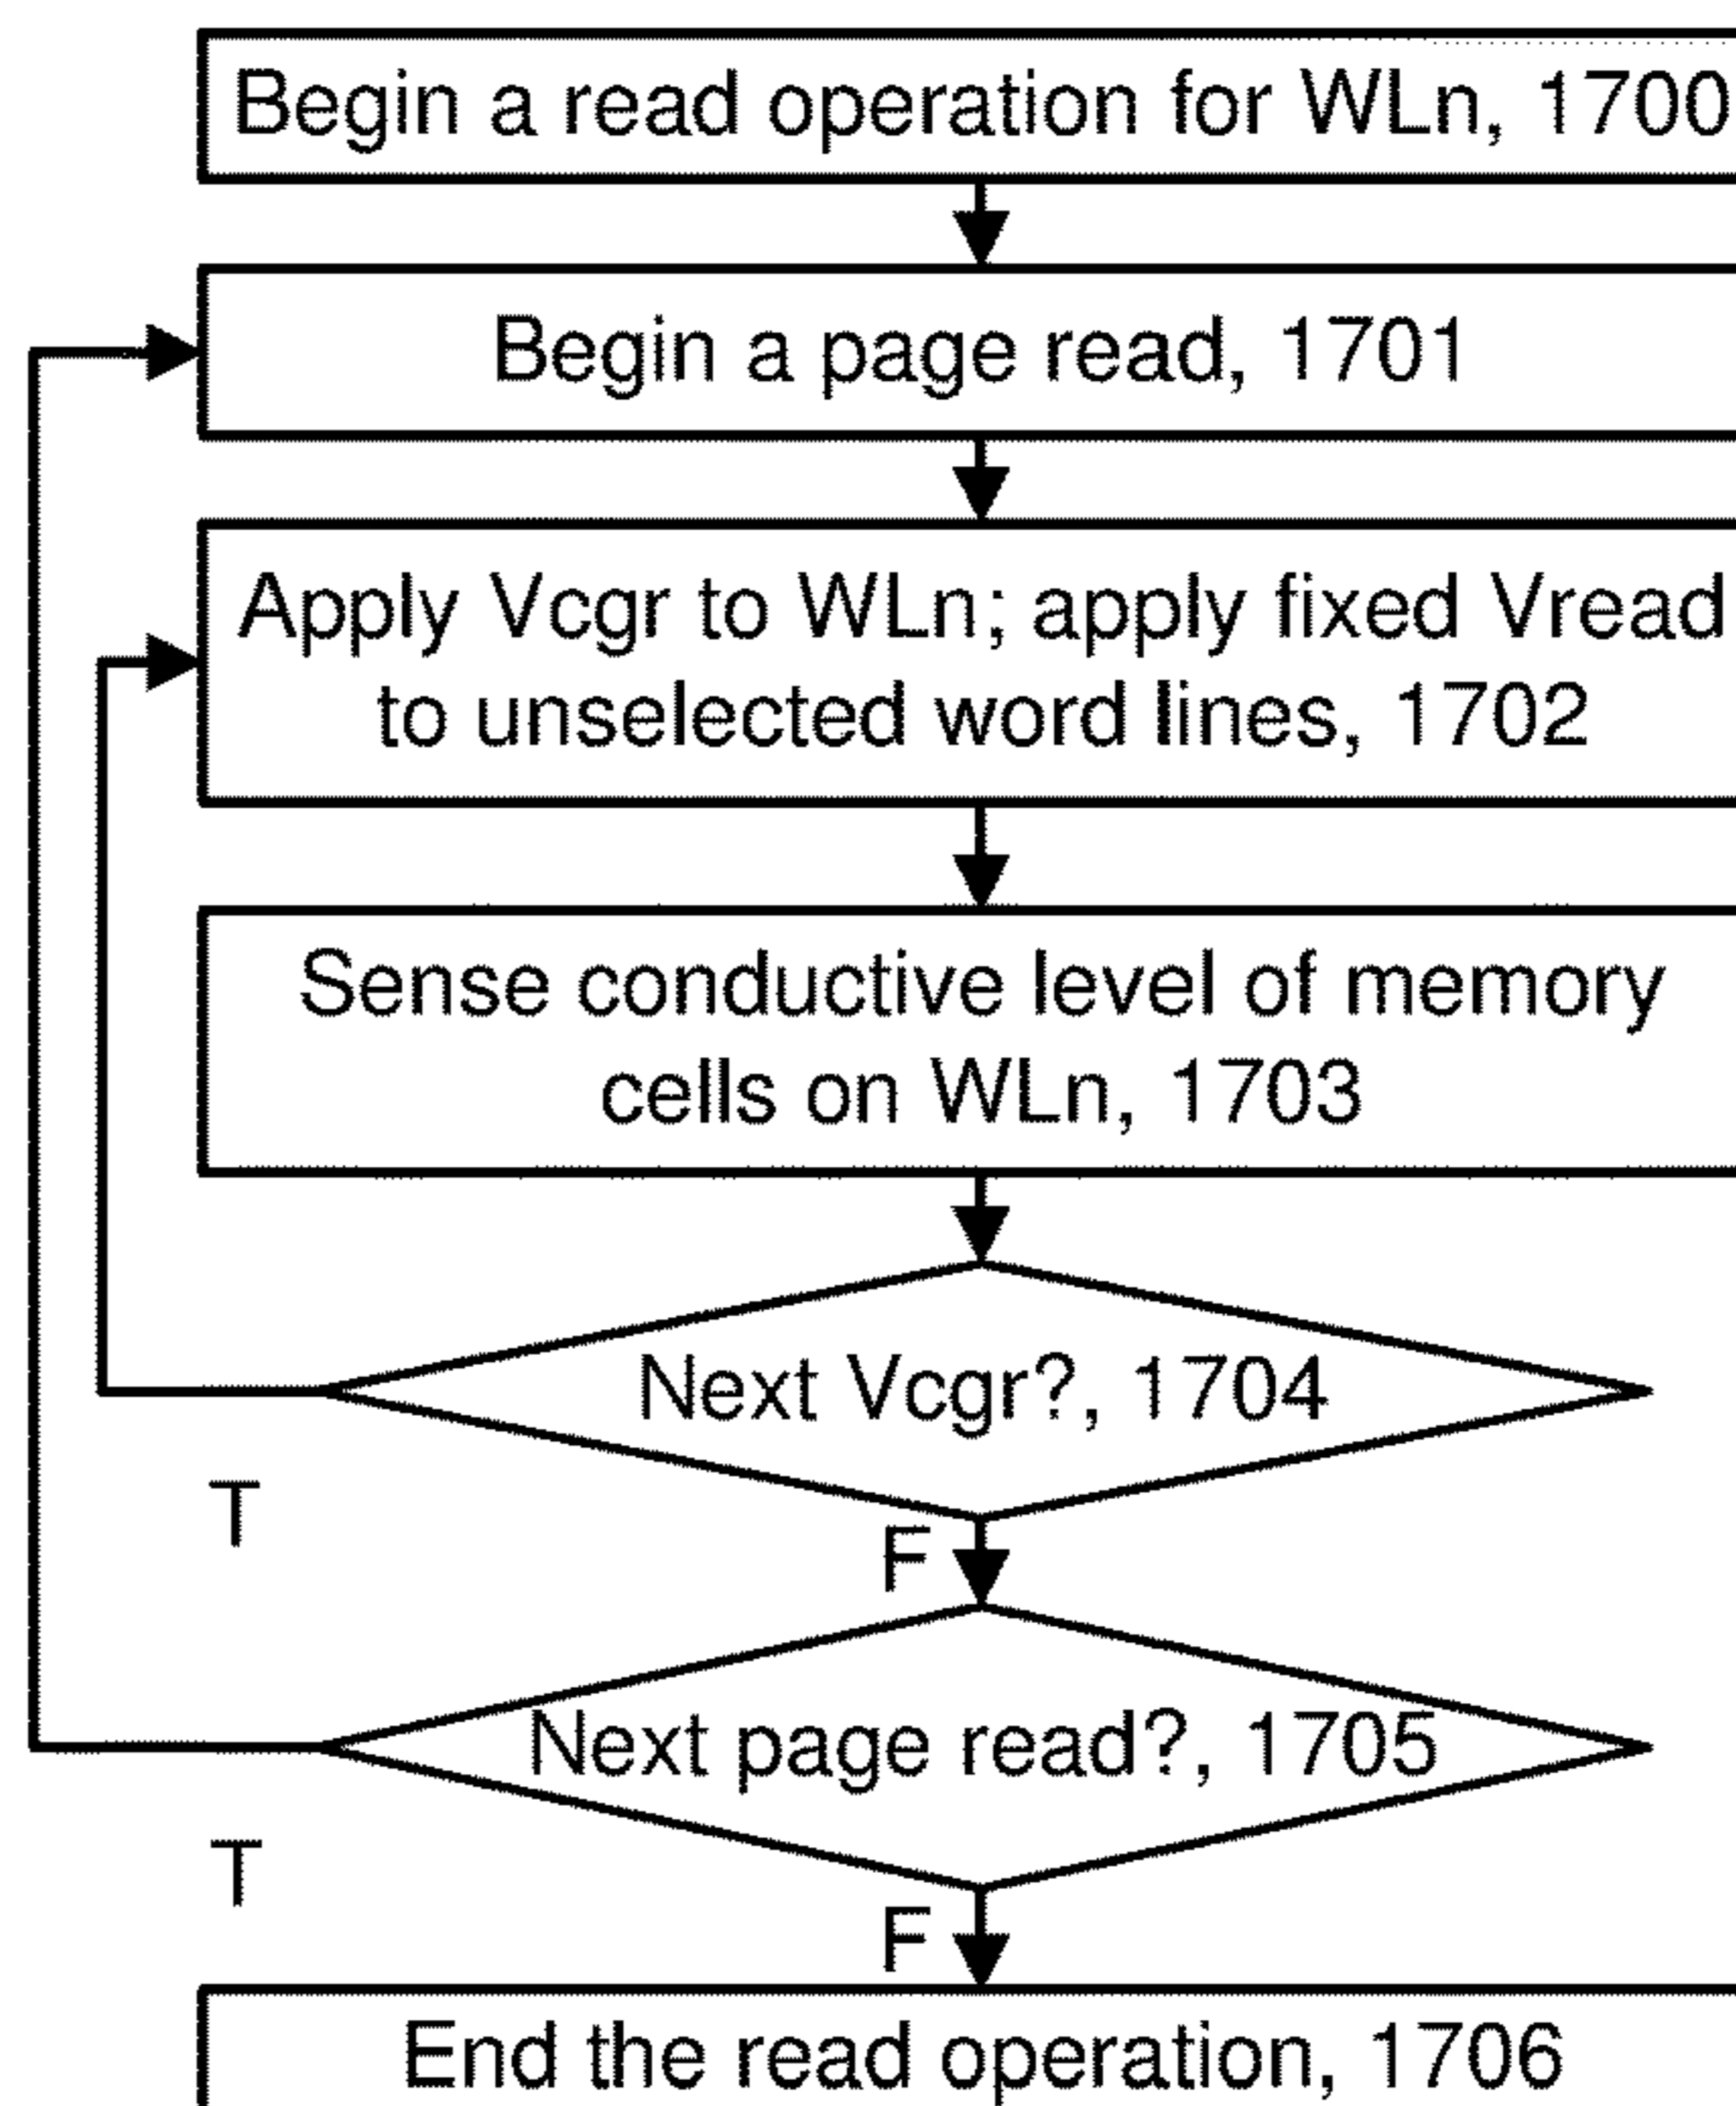 Begin a read operation for WLn, 1700
Begin a page read, 1701
Apply Vcgr to WLn; apply fixed Vread
to unselected word lines, 1702
Sense conductive level of memory
cells on WLn, 1703
Next Vcgr?, 1704
T
F
Next page read?, 1705
T
F
End the read operation, 1706